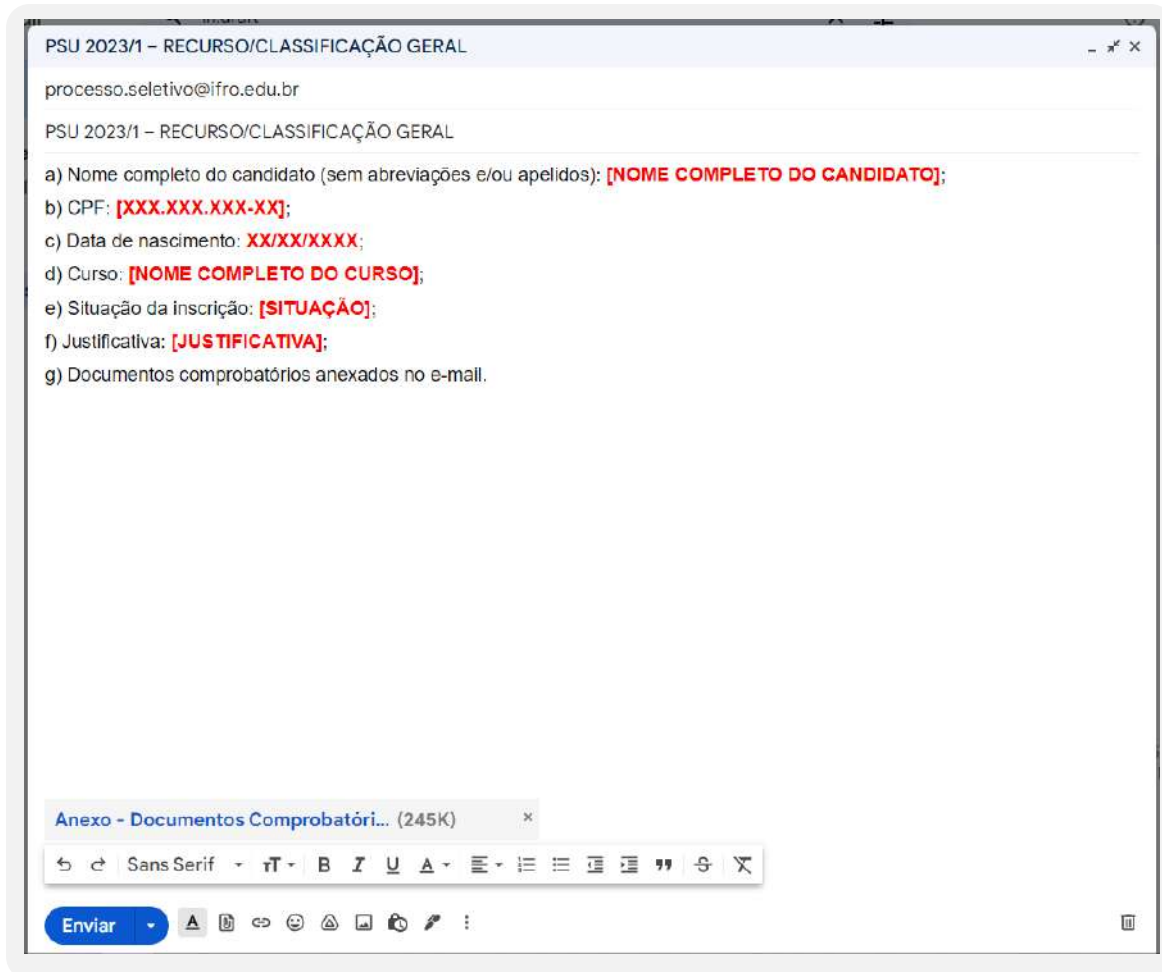 in:draft
PSU 2023/1 – RECURSO/CLASSIFICAÇÃO GERAL
processo.seletivo@ifro.edu.br
PSU 2023/1 – RECURSO/CLASSIFICAÇÃO GERAL
a) Nome completo do candidato (sem abreviações e/ou apelidos): [NOME COMPLETO DO CANDIDATO];
b) CPF: [XXX.XXX.XXX-XX];
c) Data de nascimento: XX/XX/XXXX;
d) Curso: [NOME COMPLETO DO CURSO];
e) Situação da inscrição: [SITUAÇÃO];
f) Justificativa: [JUSTIFICATIVA];
g) Documentos comprobatórios anexados no e-mail.
Anexo - Documentos Comprobatóri... (245K)
Sans Serif
Enviar